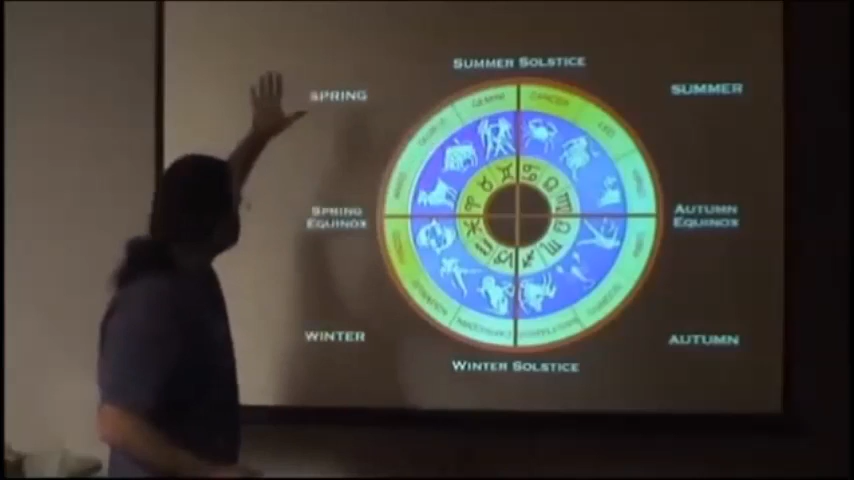 SUMMER SOLSTICE
SPRING
SUMMER
GEMINI
CANCER
LEO
SPRING
EQUINOX
AUTUMN
EQUINOX
WINTER
AUTUMN
WINTER SOLSTICE